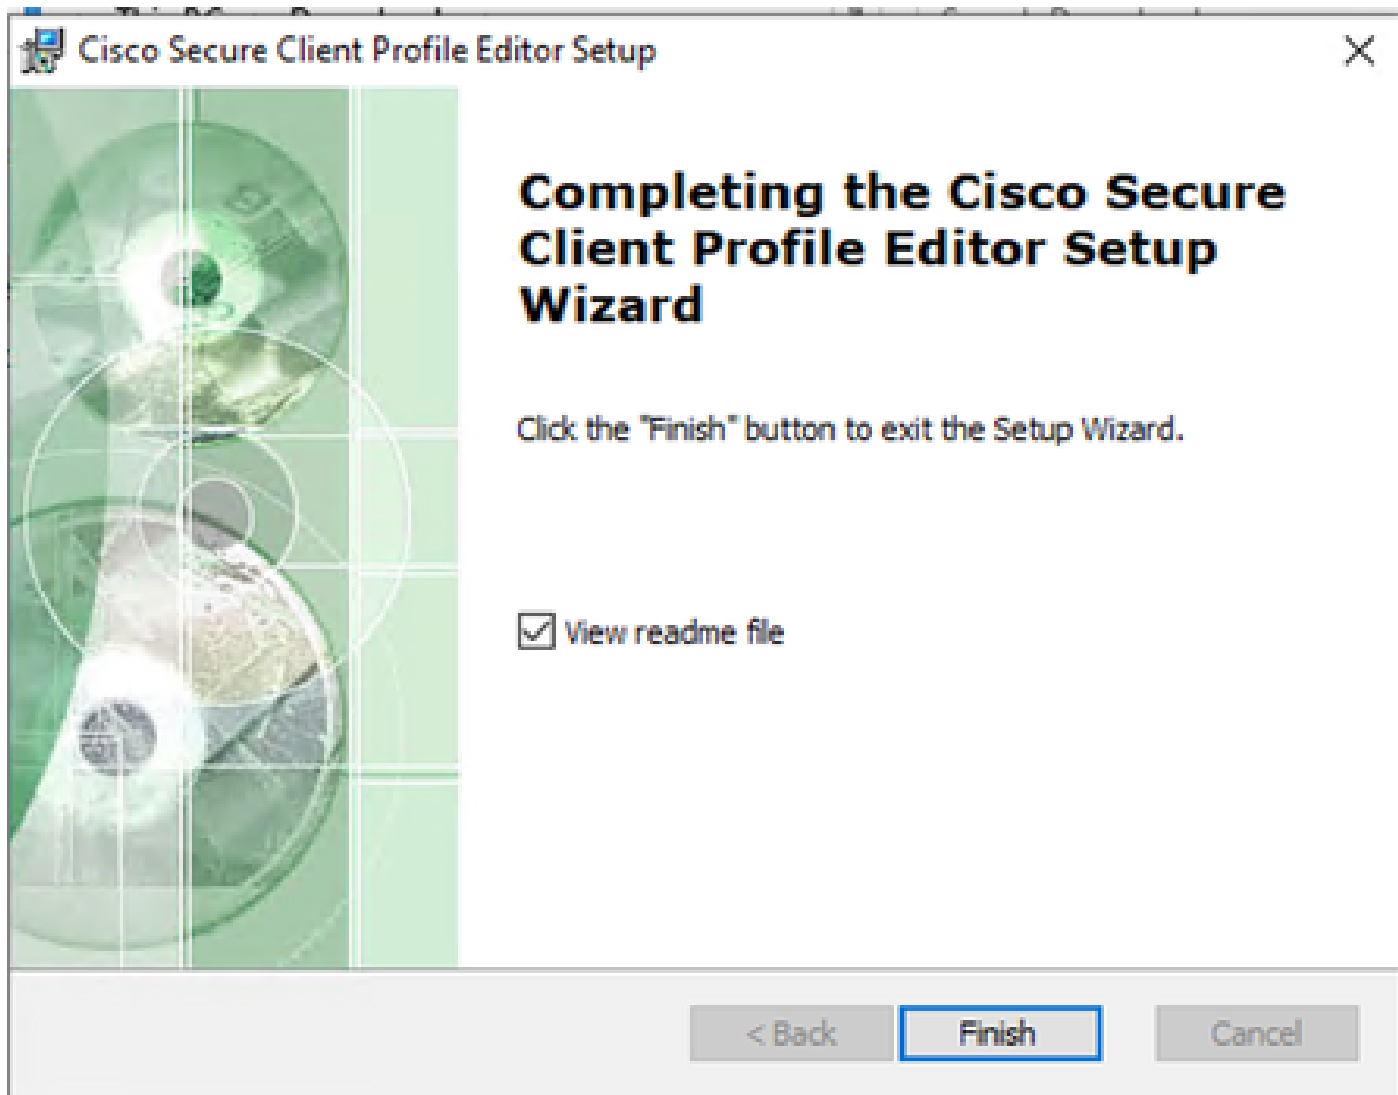 Cisco Secure Client Profile Editor Setup
Completing the Cisco Secure
Client Profile Editor Setup
Wizard
Click the "Finish" button to exit the Setup Wizard.
View readme file
< Back
Finish
Cancel